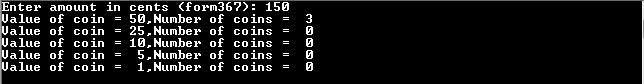 Enter amount in cents (form367): 150
Value of coin = 50,Number of coins =  3
Value of coin = 25,Number of coins =  0
Value of coin = 10,Number of coins =  0
Value of coin =  5,Number of coins =  0
Value of coin =  1,Number of coins =  0